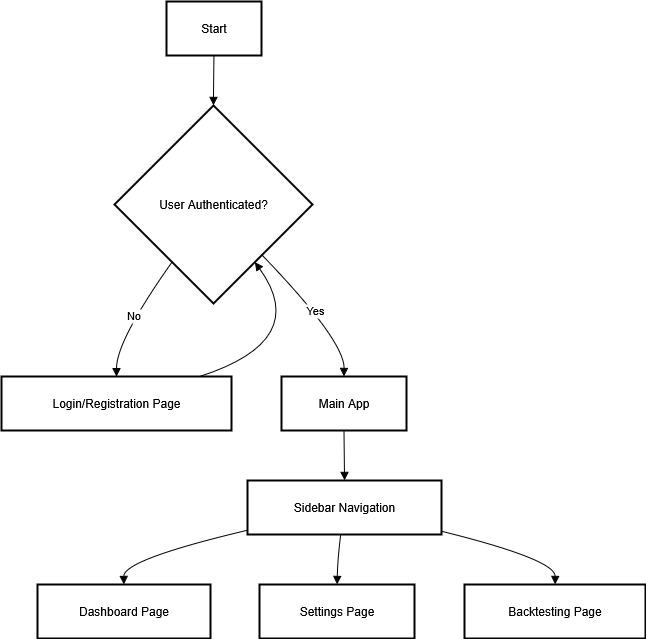 Start
User Authenticated?
No
Yes
Login/Registration Page
Main App
Sidebar Navigation
Dashboard Page
Settings Page
Backtesting Page